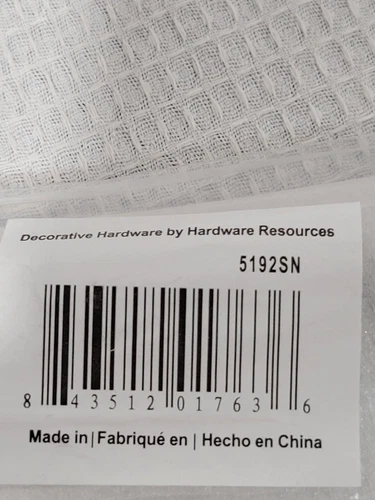 Decorative Hardware by Hardware Resources
5192SN
8 43512 01763 6
Made in | Fabriqué en | Hecho en China